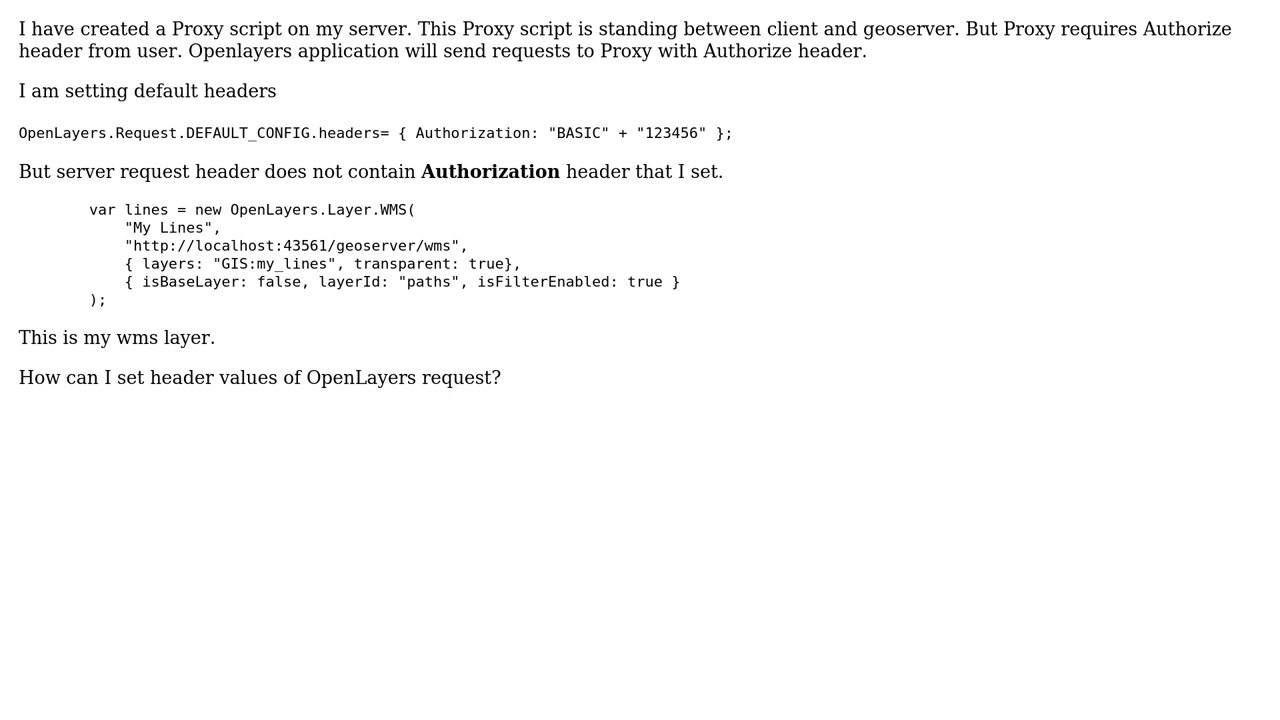 I have created a Proxy script on my server. This Proxy script is standing between client and geoserver. But Proxy requires Authorize
header from user. Openlayers application will send requests to Proxy with Authorize header.
I am setting default headers
OpenLayers.Request.DEFAULT_CONFIG.headers= { Authorization: "BASIC" + "123456" };
But server request header does not contain Authorization header that I set.
        var lines = new OpenLayers.Layer.WMS(
            "My Lines",
            "http://localhost:43561/geoserver/wms",
            { layers: "GIS:my_lines", transparent: true},
            { isBaseLayer: false, layerId: "paths", isFilterEnabled: true }
        );
This is my wms layer.
How can I set header values of OpenLayers request?